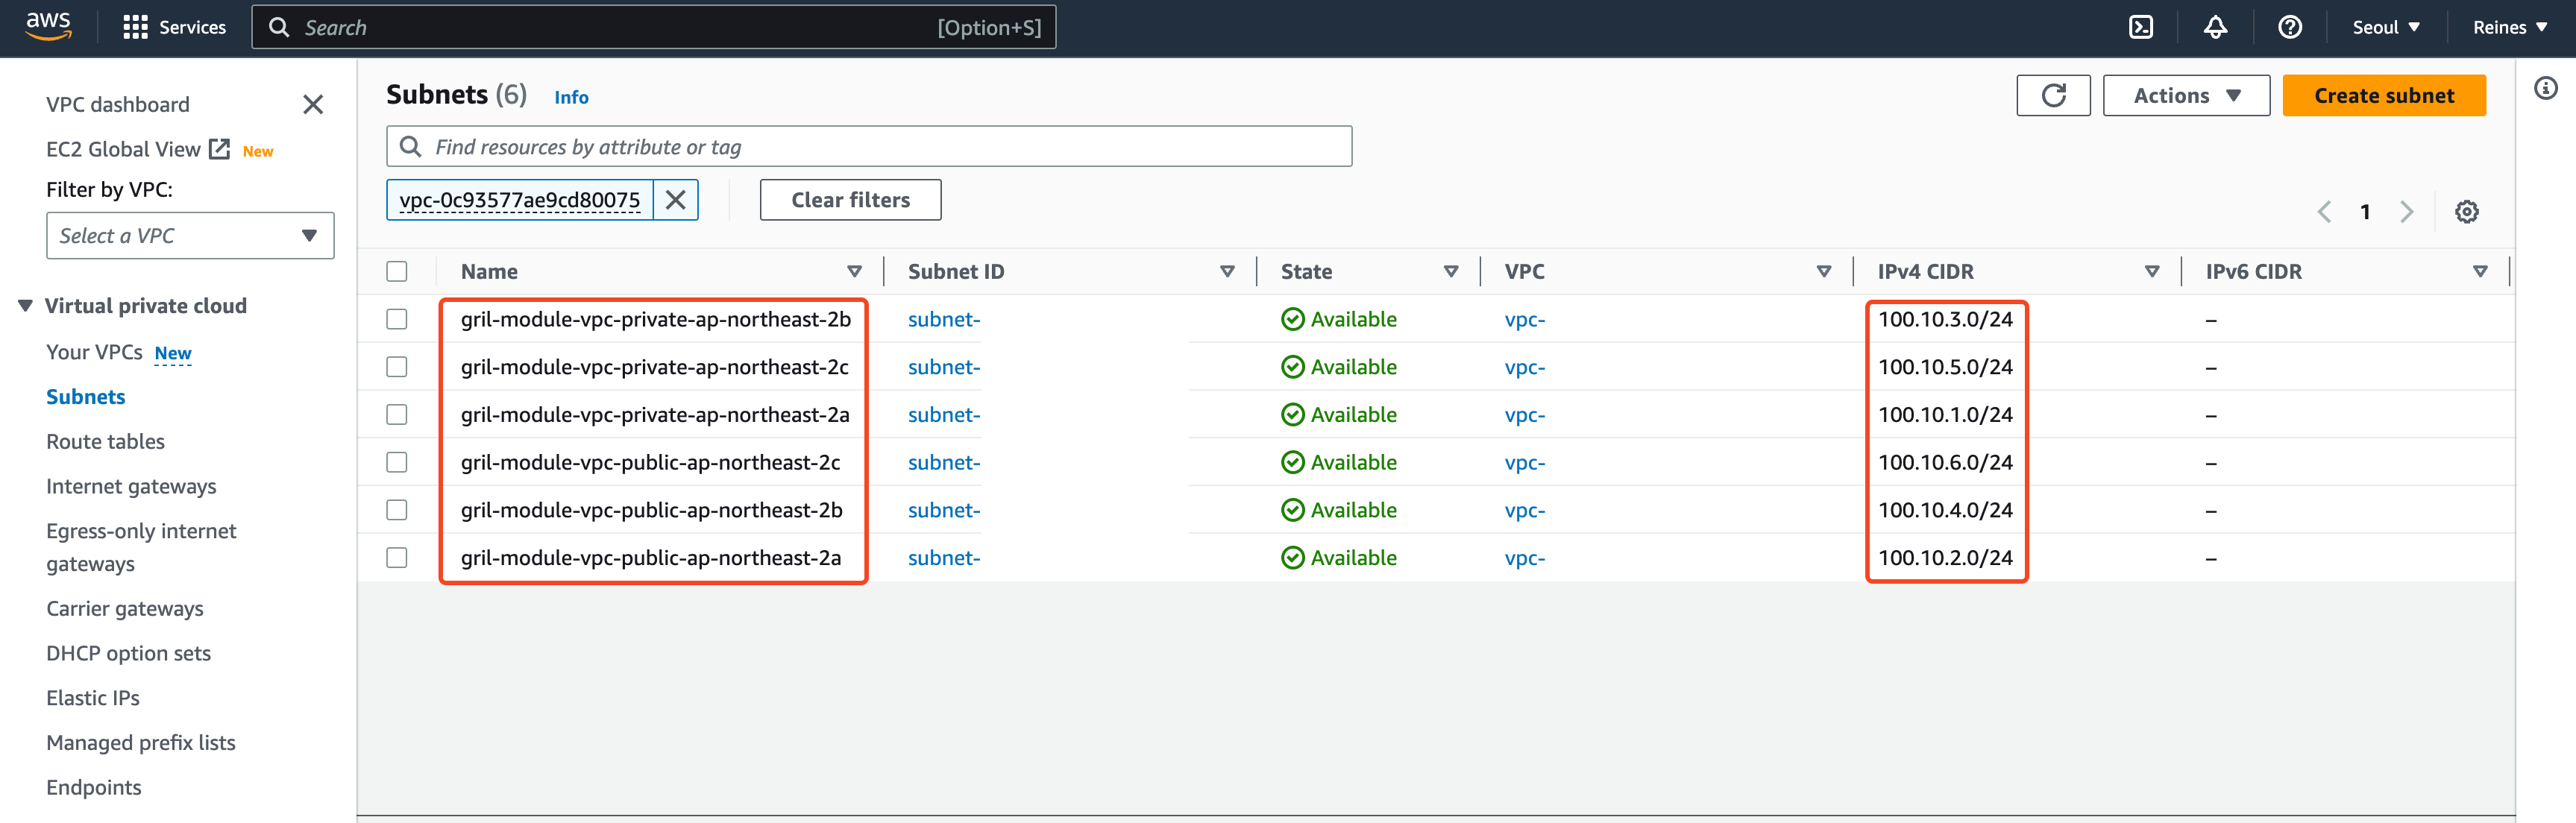 aws Services Search [Option+S] Seoul Reines
VPC dashboard
EC2 Global View New
Filter by VPC:
Select a VPC
Virtual private cloud
Your VPCs New
Subnets
Route tables
Internet gateways
Egress-only internet
gateways
Carrier gateways
DHCP option sets
Elastic IPs
Managed prefix lists
Endpoints
Subnets (6) Info Actions Create subnet
Find resources by attribute or tag
vpc-0c93577ae9cd80075 Clear filters 1
Name Subnet ID State VPC IPv4 CIDR IPv6 CIDR
gril-module-vpc-private-ap-northeast-2b subnet- Available vpc- 100.10.3.0/24 –
gril-module-vpc-private-ap-northeast-2c subnet- Available vpc- 100.10.5.0/24 –
gril-module-vpc-private-ap-northeast-2a subnet- Available vpc- 100.10.1.0/24 –
gril-module-vpc-public-ap-northeast-2c subnet- Available vpc- 100.10.6.0/24 –
gril-module-vpc-public-ap-northeast-2b subnet- Available vpc- 100.10.4.0/24 –
gril-module-vpc-public-ap-northeast-2a subnet- Available vpc- 100.10.2.0/24 –